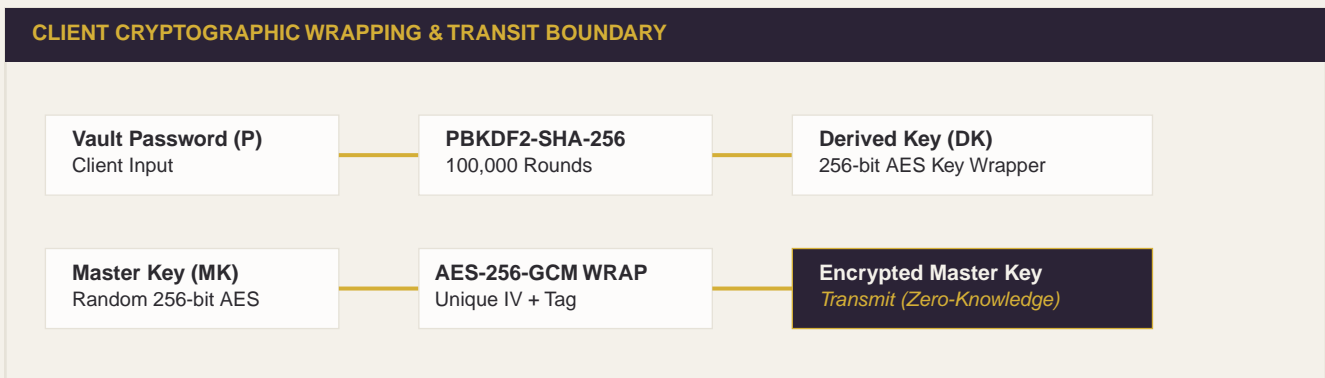 CLIENT CRYPTOGRAPHIC WRAPPING & TRANSIT BOUNDARY
Vault Password (P)
Client Input
PBKDF2-SHA-256
100,000 Rounds
Derived Key (DK)
256-bit AES Key Wrapper
Master Key (MK)
Random 256-bit AES
AES-256-GCM WRAP
Unique IV + Tag
Encrypted Master Key
Transmit (Zero-Knowledge)